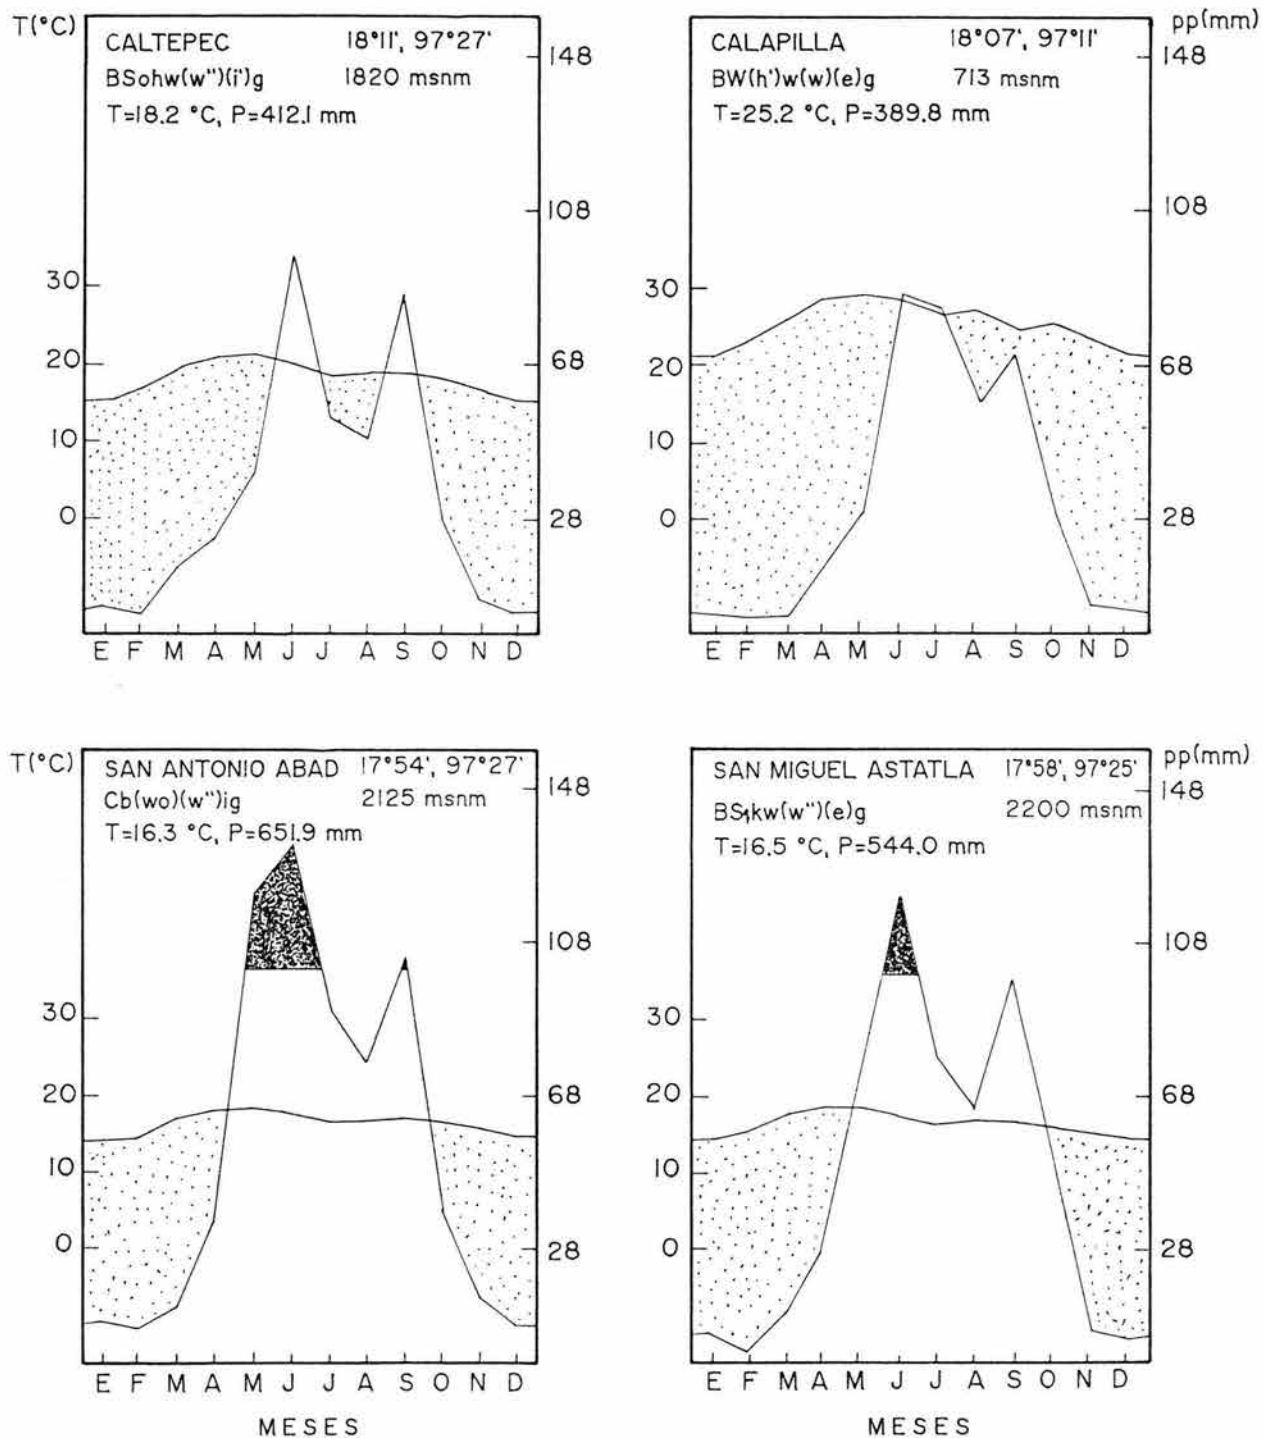 T(°C)
CALTEPEC 18°11', 97°27'
BSohw(w")(i')g 1820 msnm
T=18.2 °C, P=412.1 mm
148
108
68
28
30
20
10
0
E F M A M J J A S O N D
pp(mm)
CALAPILLA 18°07', 97°11'
BW(h')w(w)(e)g 713 msnm
T=25.2 °C, P=389.8 mm
148
108
68
28
30
20
10
0
E F M A M J J A S O N D
T(°C)
SAN ANTONIO ABAD 17°54', 97°27'
Cb(wo)(w")ig 2125 msnm
T=16.3 °C, P=651.9 mm
148
108
68
28
30
20
10
0
E F M A M J J A S O N D
MESES
pp(mm)
SAN MIGUEL ASTATLA 17°58', 97°25'
BS₁kw(w")(e)g 2200 msnm
T=16.5 °C, P=544.0 mm
148
108
68
28
30
20
10
0
E F M A M J J A S O N D
MESES